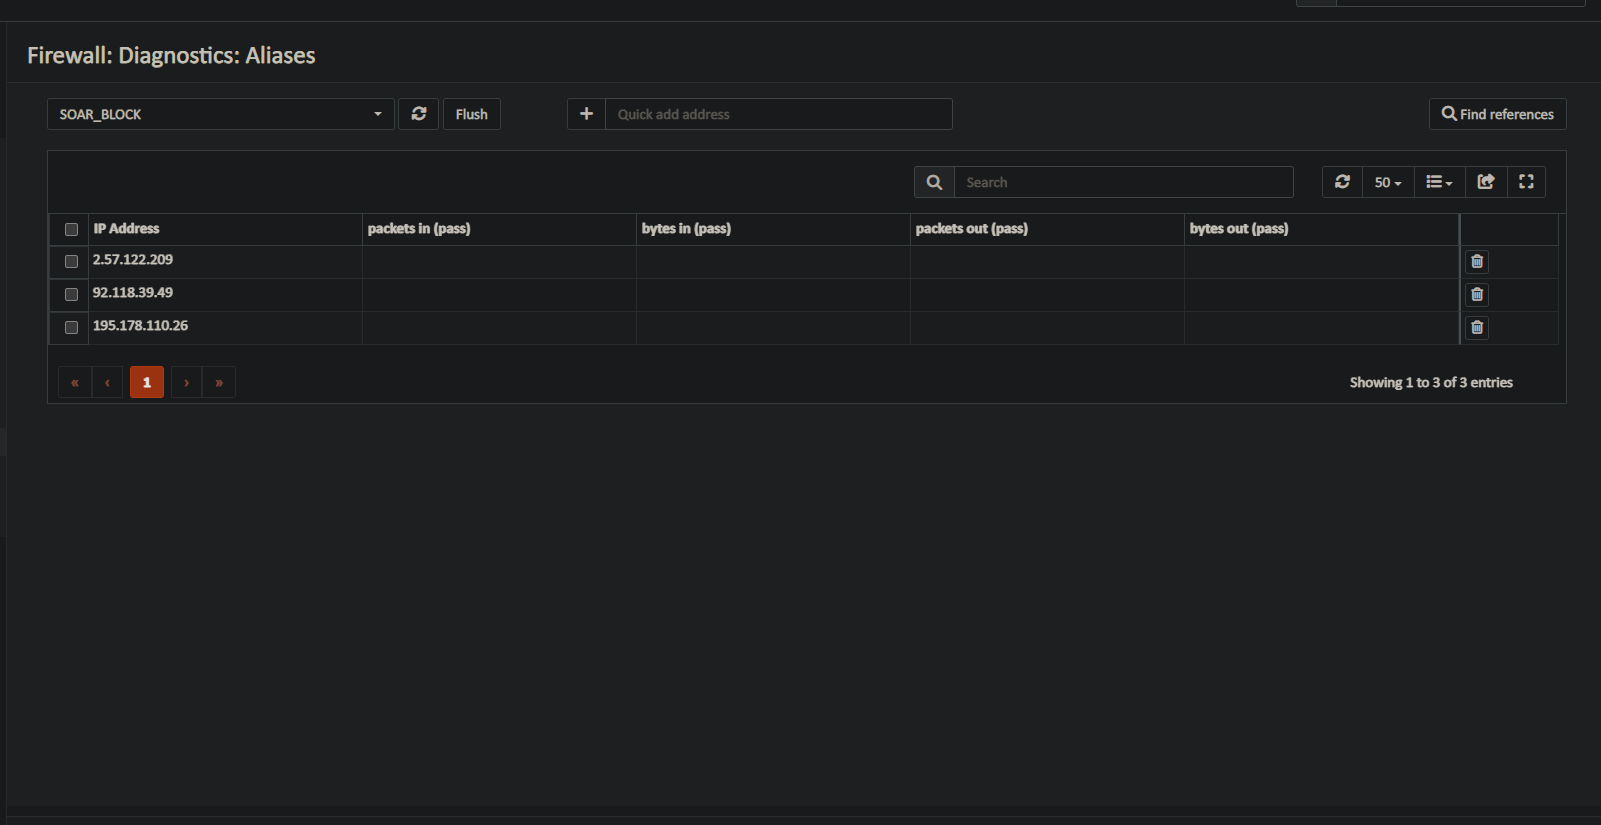 Firewall: Diagnostics: Aliases
SOAR_BLOCK Flush Quick add address Find references
Search 50
IP Address packets in (pass) bytes in (pass) packets out (pass) bytes out (pass)
2.57.122.209
92.118.39.49
195.178.110.26
« ‹ 1 › » Showing 1 to 3 of 3 entries